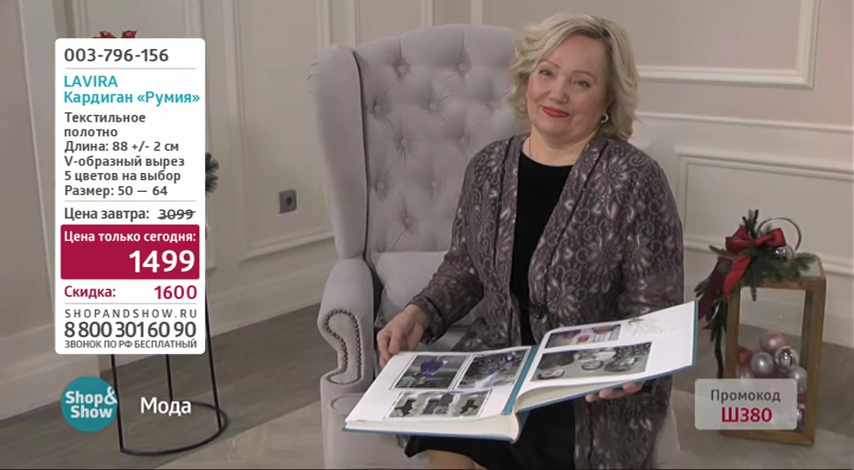 003-796-156
LAVIRA
Кардиган «Румия»
Текстильное
полотно
Длина: 88 +/- 2 см
V-образный вырез
5 цветов на выбор
Размер: 50 — 64
Цена завтра: 3099
Цена только сегодня:
1499
Скидка: 1600
SHOPANDSHOW.RU
8 800 301 60 90
ЗВОНОК ПО РФ БЕСПЛАТНЫЙ
Shop&
Show
Мода
Промокод
Ш380